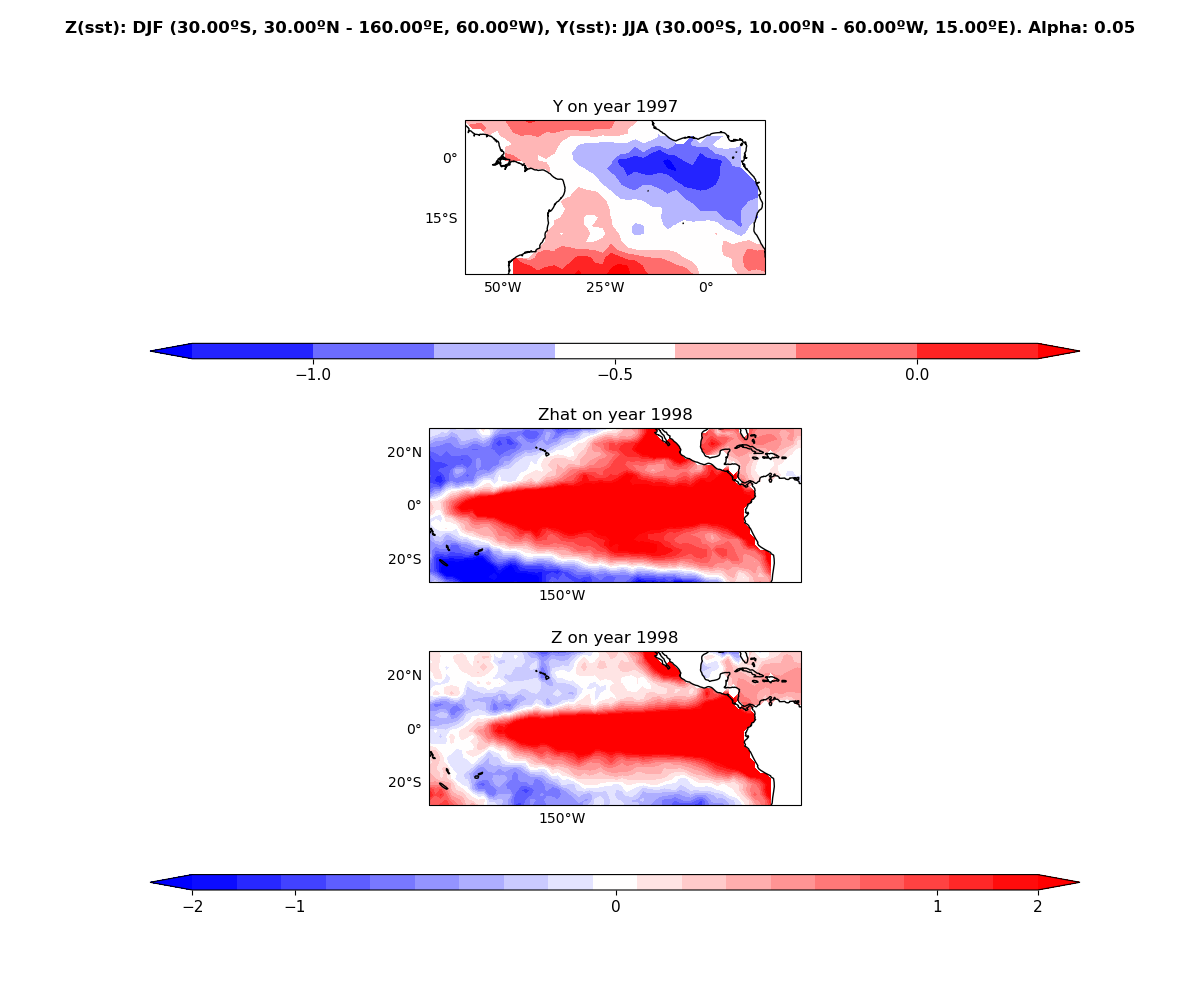 Z(sst): DJF (30.00ºS, 30.00ºN - 160.00ºE, 60.00ºW), Y(sst): JJA (30.00ºS, 10.00ºN - 60.00ºW, 15.00ºE). Alpha: 0.05
Y on year 1997
0°
15°S
50°W 25°W 0°
−1.0 −0.5 0.0
Zhat on year 1998
20°N
0°
20°S
150°W
Z on year 1998
20°N
0°
20°S
150°W
−2 −1 0 1 2